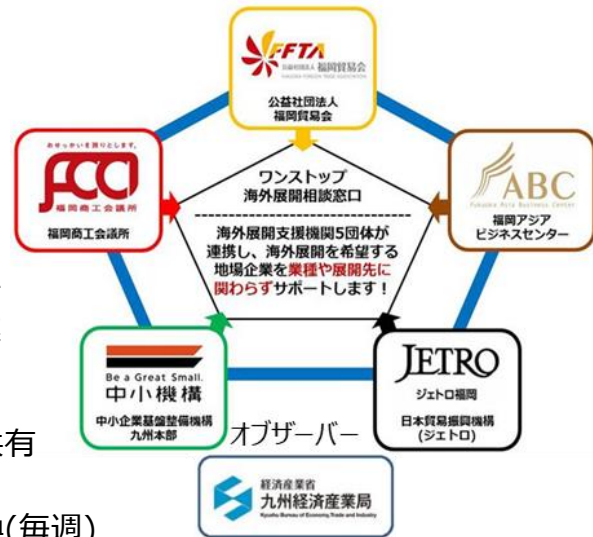 FFTA
公益社団法人 福岡貿易会
FUKUOKA FOREIGN TRADE ASSOCIATION
公益社団法人
福岡貿易会
おせっかいを誇りとします。
fcci
福岡商工会議所
福岡商工会議所
ワンストップ
海外展開相談窓口
海外展開支援機関5団体が
連携し、海外展開を希望する
地場企業を業種や展開先に
関わらずサポートします！
ABC
Fukuoka Asia Business Center
福岡アジア
ビジネスセンター
Be a Great Small.
中小機構
中小企業基盤整備機構
九州本部
JETRO
ジェトロ福岡
日本貿易振興機構
(ジェトロ)
オブザーバー
有
経済産業省
九州経済産業局
Kyushu Bureau of Economy, Trade and Industry
(毎週)